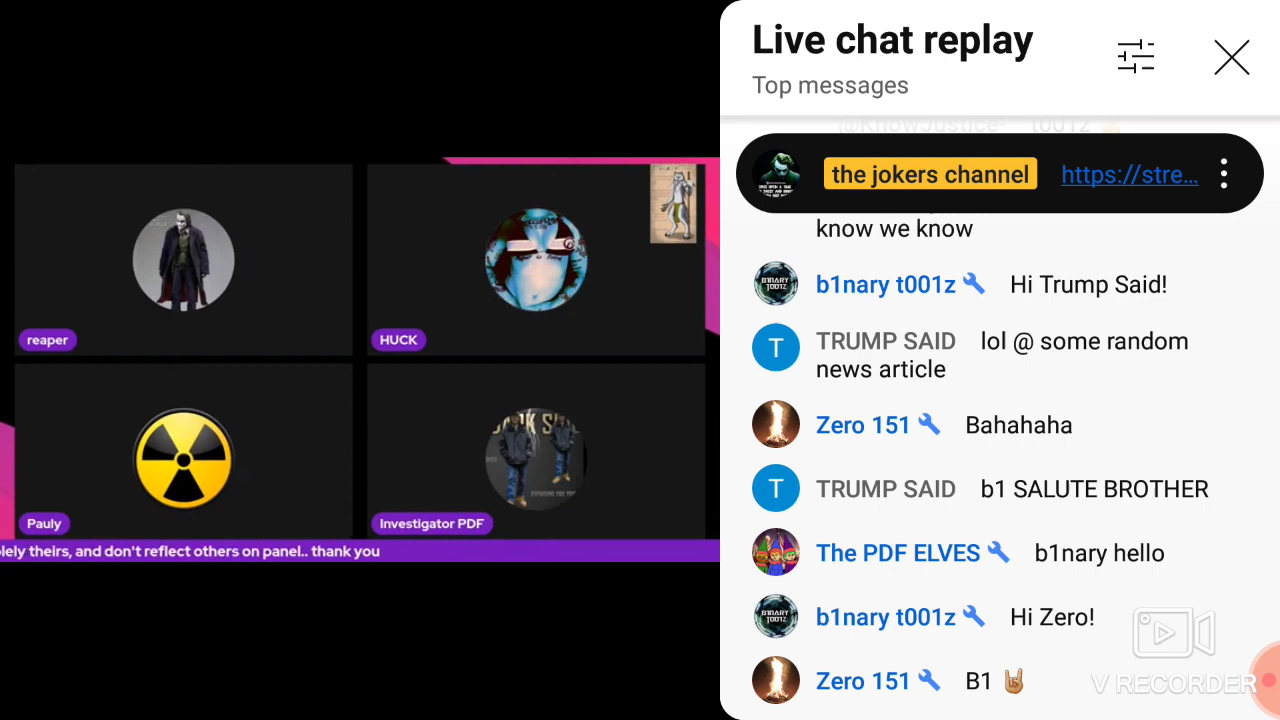 reaper
HUCK
Pauly
Investigator PDF
lely theirs, and don't reflect others on panel.. thank you
Live chat replay
Top messages
@KnowJustice- t001z
the jokers channel https://stre...
know we know
b1nary t001z Hi Trump Said!
TRUMP SAID lol @ some random
news article
Zero 151 Bahahaha
T
TRUMP SAID b1 SALUTE BROTHER
The PDF ELVES b1nary hello
b1nary t001z Hi Zero!
Zero 151 B1 🤘🏽
V RECORDER